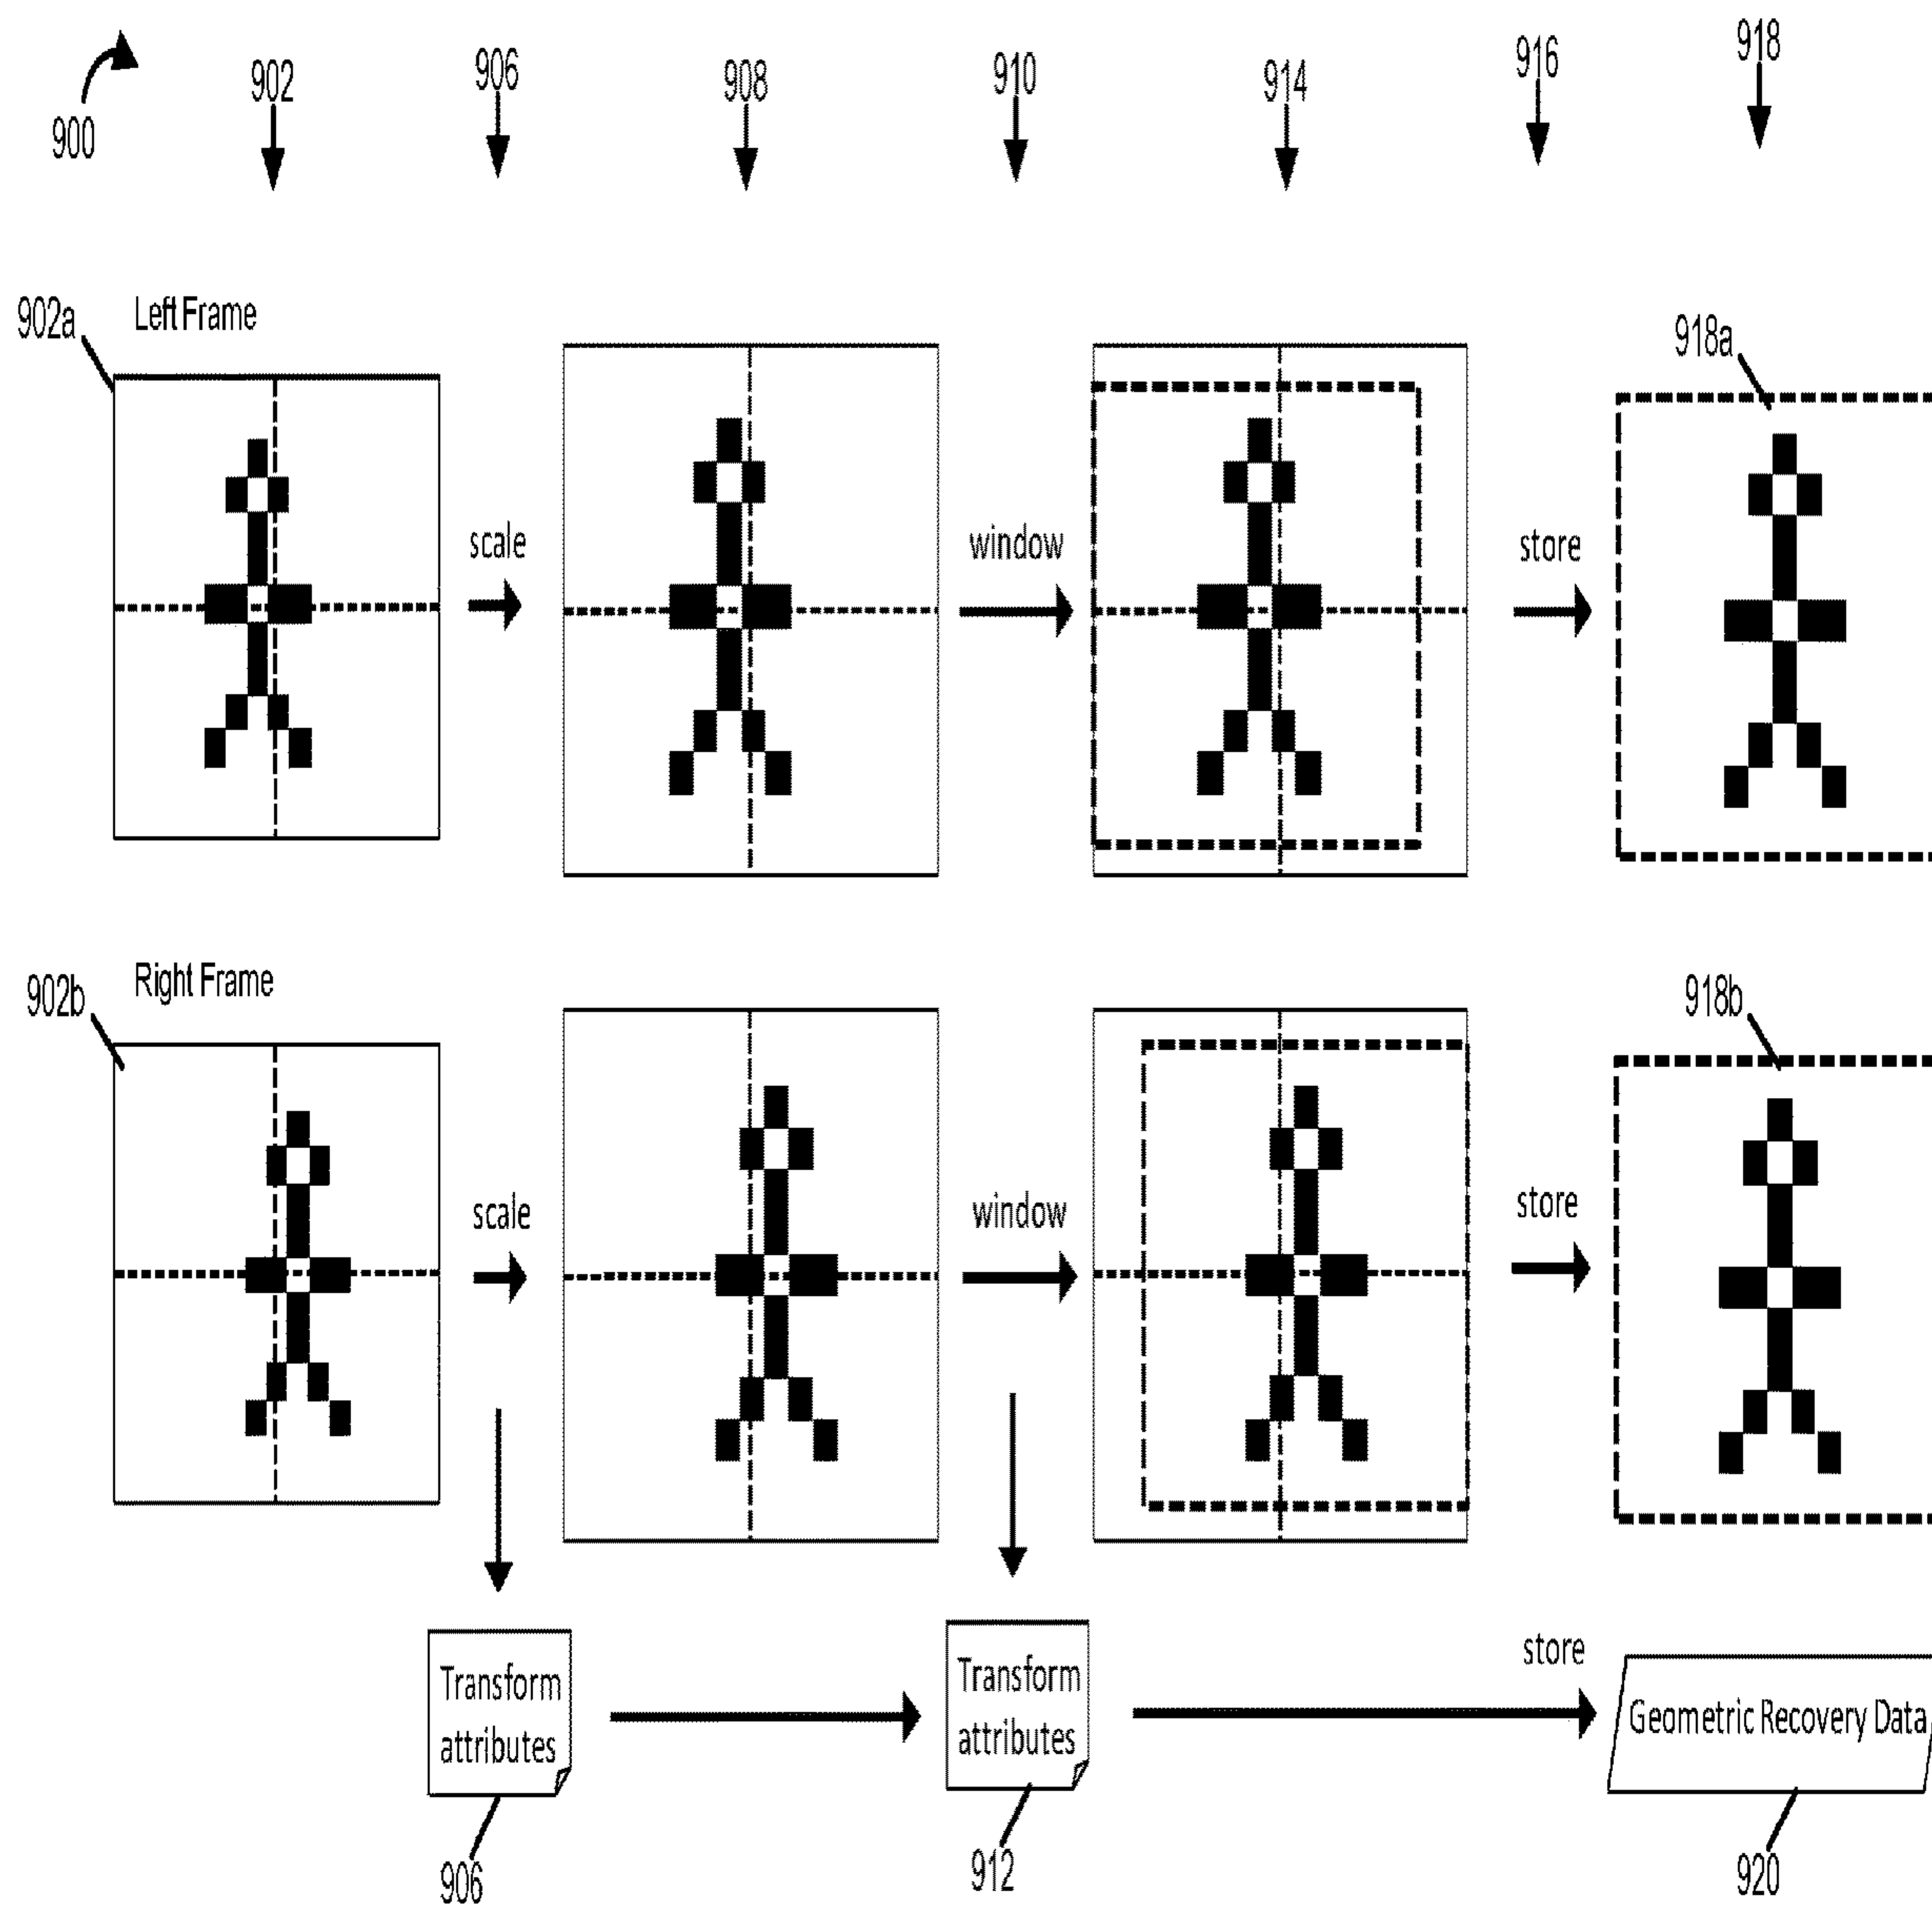 900
902
906
908
910
914
916
918
902a
Left Frame
918a
scale
window
store
902b
Right Frame
918b
scale
window
store
Transform
attributes
Transform
attributes
store
Geometric Recovery Data
906
912
920